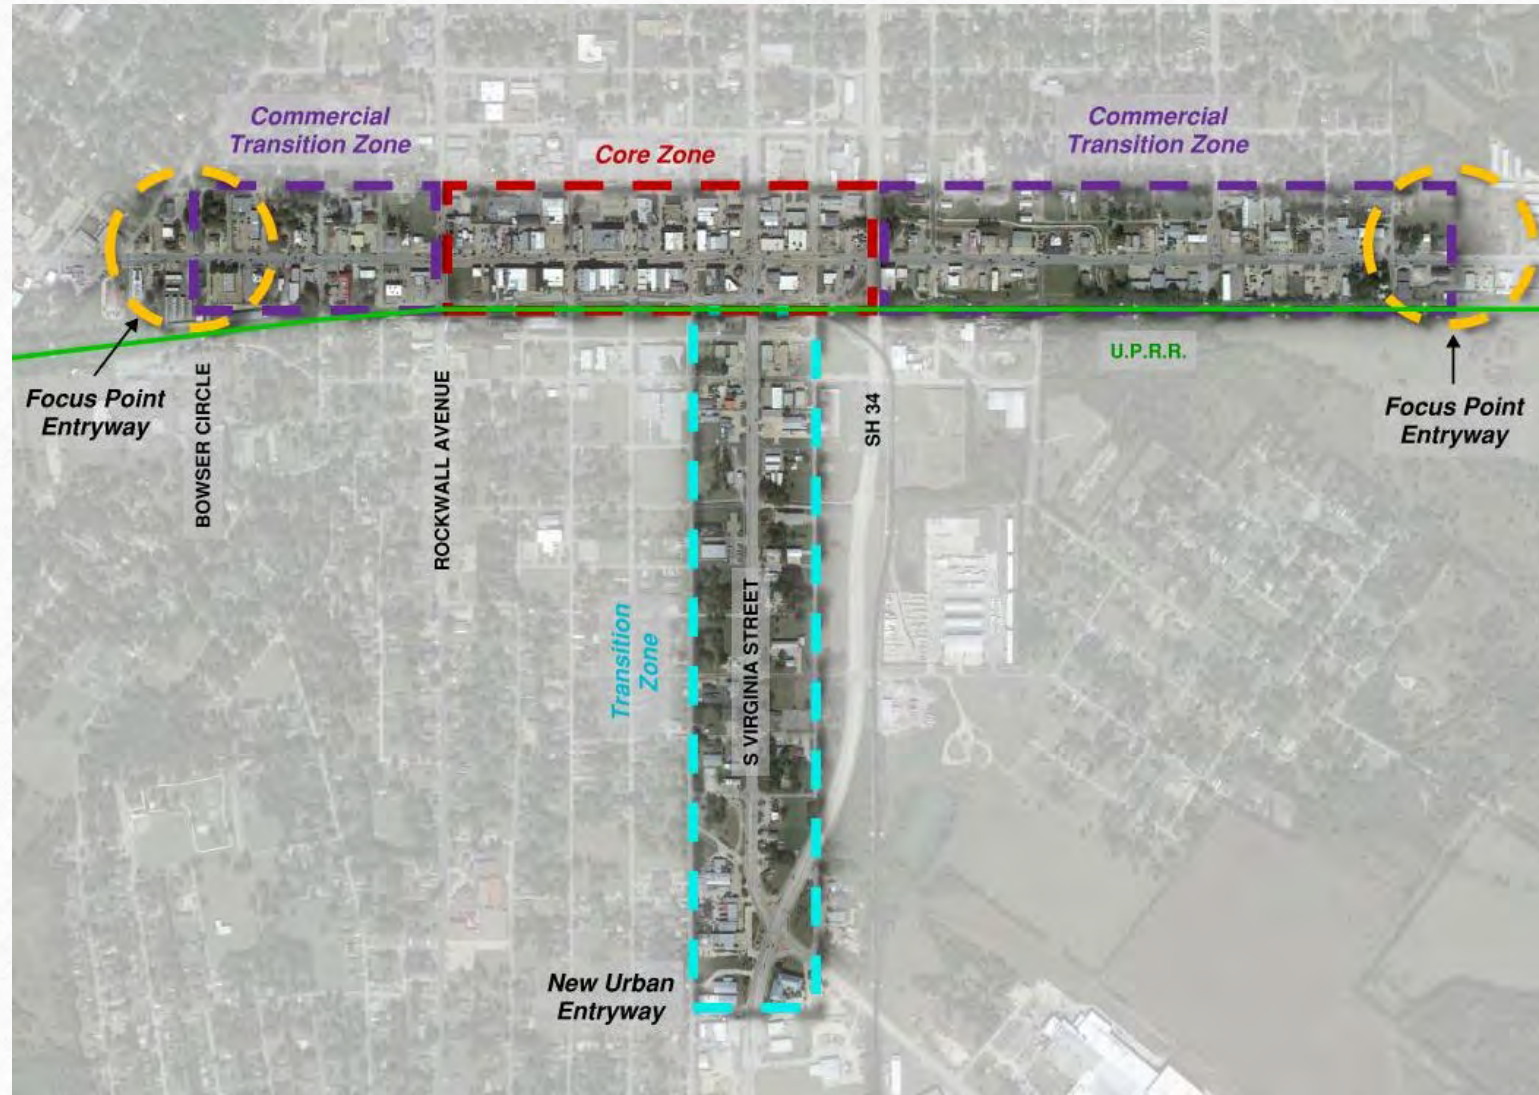 Commercial
Transition Zone
Core Zone
Commercial
Transition Zone
U.P.R.R.
Focus Point
Entryway
BOWSER CIRCLE
ROCKWALL AVENUE
SH 34
Focus Point
Entryway
Transition
Zone
S VIRGINIA STREET
New Urban
Entryway